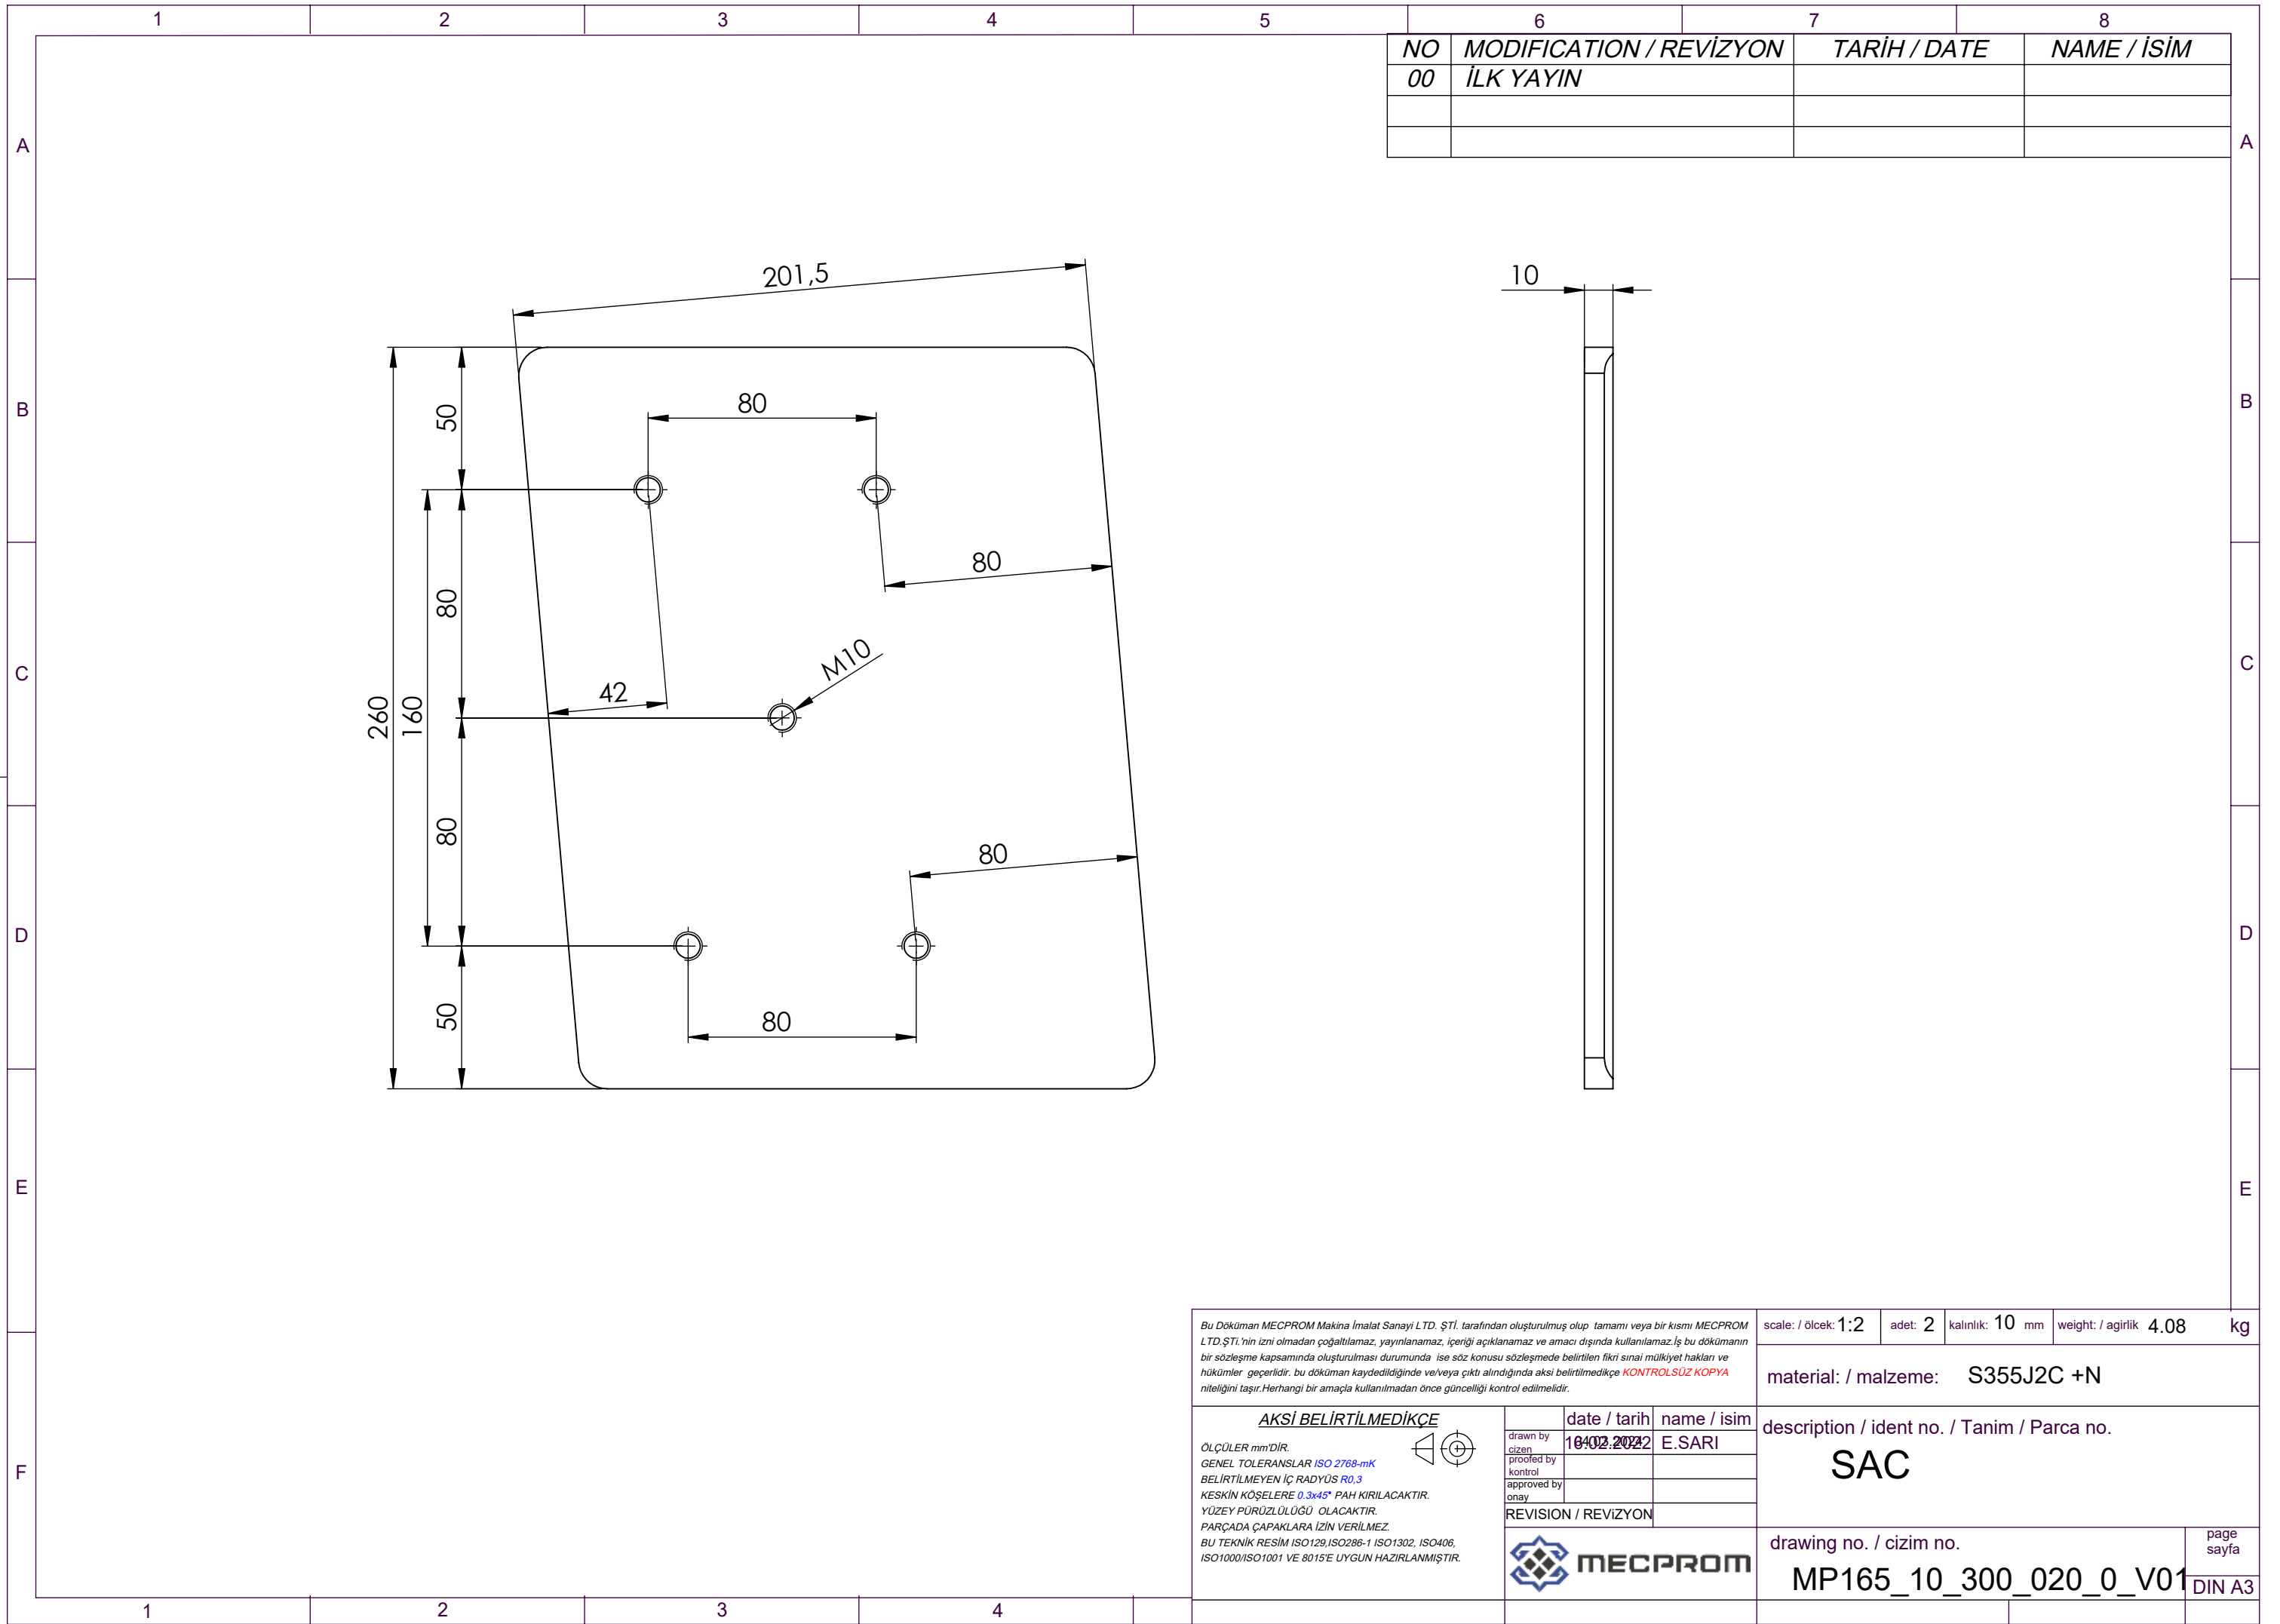 1 2 3 4 5 6 7 8
NO MODIFICATION / REVİZYON TARİH / DATE NAME / İSİM
00 İLK YAYIN
A A
201,5
10
50
80
B B
80
80
C C
M10
42
260
160
80
80
D D
50
80
E E
Bu Döküman MECPROM Makina İmalat Sanayi LTD. ŞTİ. tarafından oluşturulmuş olup tamamı veya bir kısmı MECPROM
LTD.ŞTi.'nin izni olmadan çoğaltılamaz, yayınlanamaz, içeriği açıklanamaz ve amacı dışında kullanılamaz.İş bu dökümanın
bir sözleşme kapsamında oluşturulması durumunda ise söz konusu sözleşmede belirtilen fikri sınai mülkiyet hakları ve
hükümler geçerlidir. bu döküman kaydedildiğinde ve/veya çıktı alındığında aksi belirtilmedikçe KONTROLSÜZ KOPYA
niteliğini taşır.Herhangi bir amaçla kullanılmadan önce güncelliği kontrol edilmelidir.
scale: / ölcek: 1:2 adet: 2 kalınlık: 10 mm weight: / agirlik 4.08 kg
material: / malzeme: S355J2C +N
AKSİ BELİRTİLMEDİKÇE
ÖLÇÜLER mm'DİR.
GENEL TOLERANSLAR ISO 2768-mK
BELİRTİLMEYEN İÇ RADYÜS R0,3
KESKİN KÖŞELERE 0.3x45° PAH KIRILACAKTIR.
YÜZEY PÜRÜZLÜLÜĞÜ OLACAKTIR.
PARÇADA ÇAPAKLARA İZİN VERİLMEZ.
BU TEKNİK RESİM ISO129,ISO286-1 ISO1302, ISO406,
ISO1000/ISO1001 VE 8015'E UYGUN HAZIRLANMIŞTIR.
date / tarih name / isim
drawn by
cizen
E.SARI
proofed by
kontrol
approved by
onay
REVISION / REViZYON
MECPROM
description / ident no. / Tanim / Parca no.
SAC
drawing no. / cizim no.
MP165_10_300_020_0_V01
page
sayfa
DIN A3
F
1 2 3 4